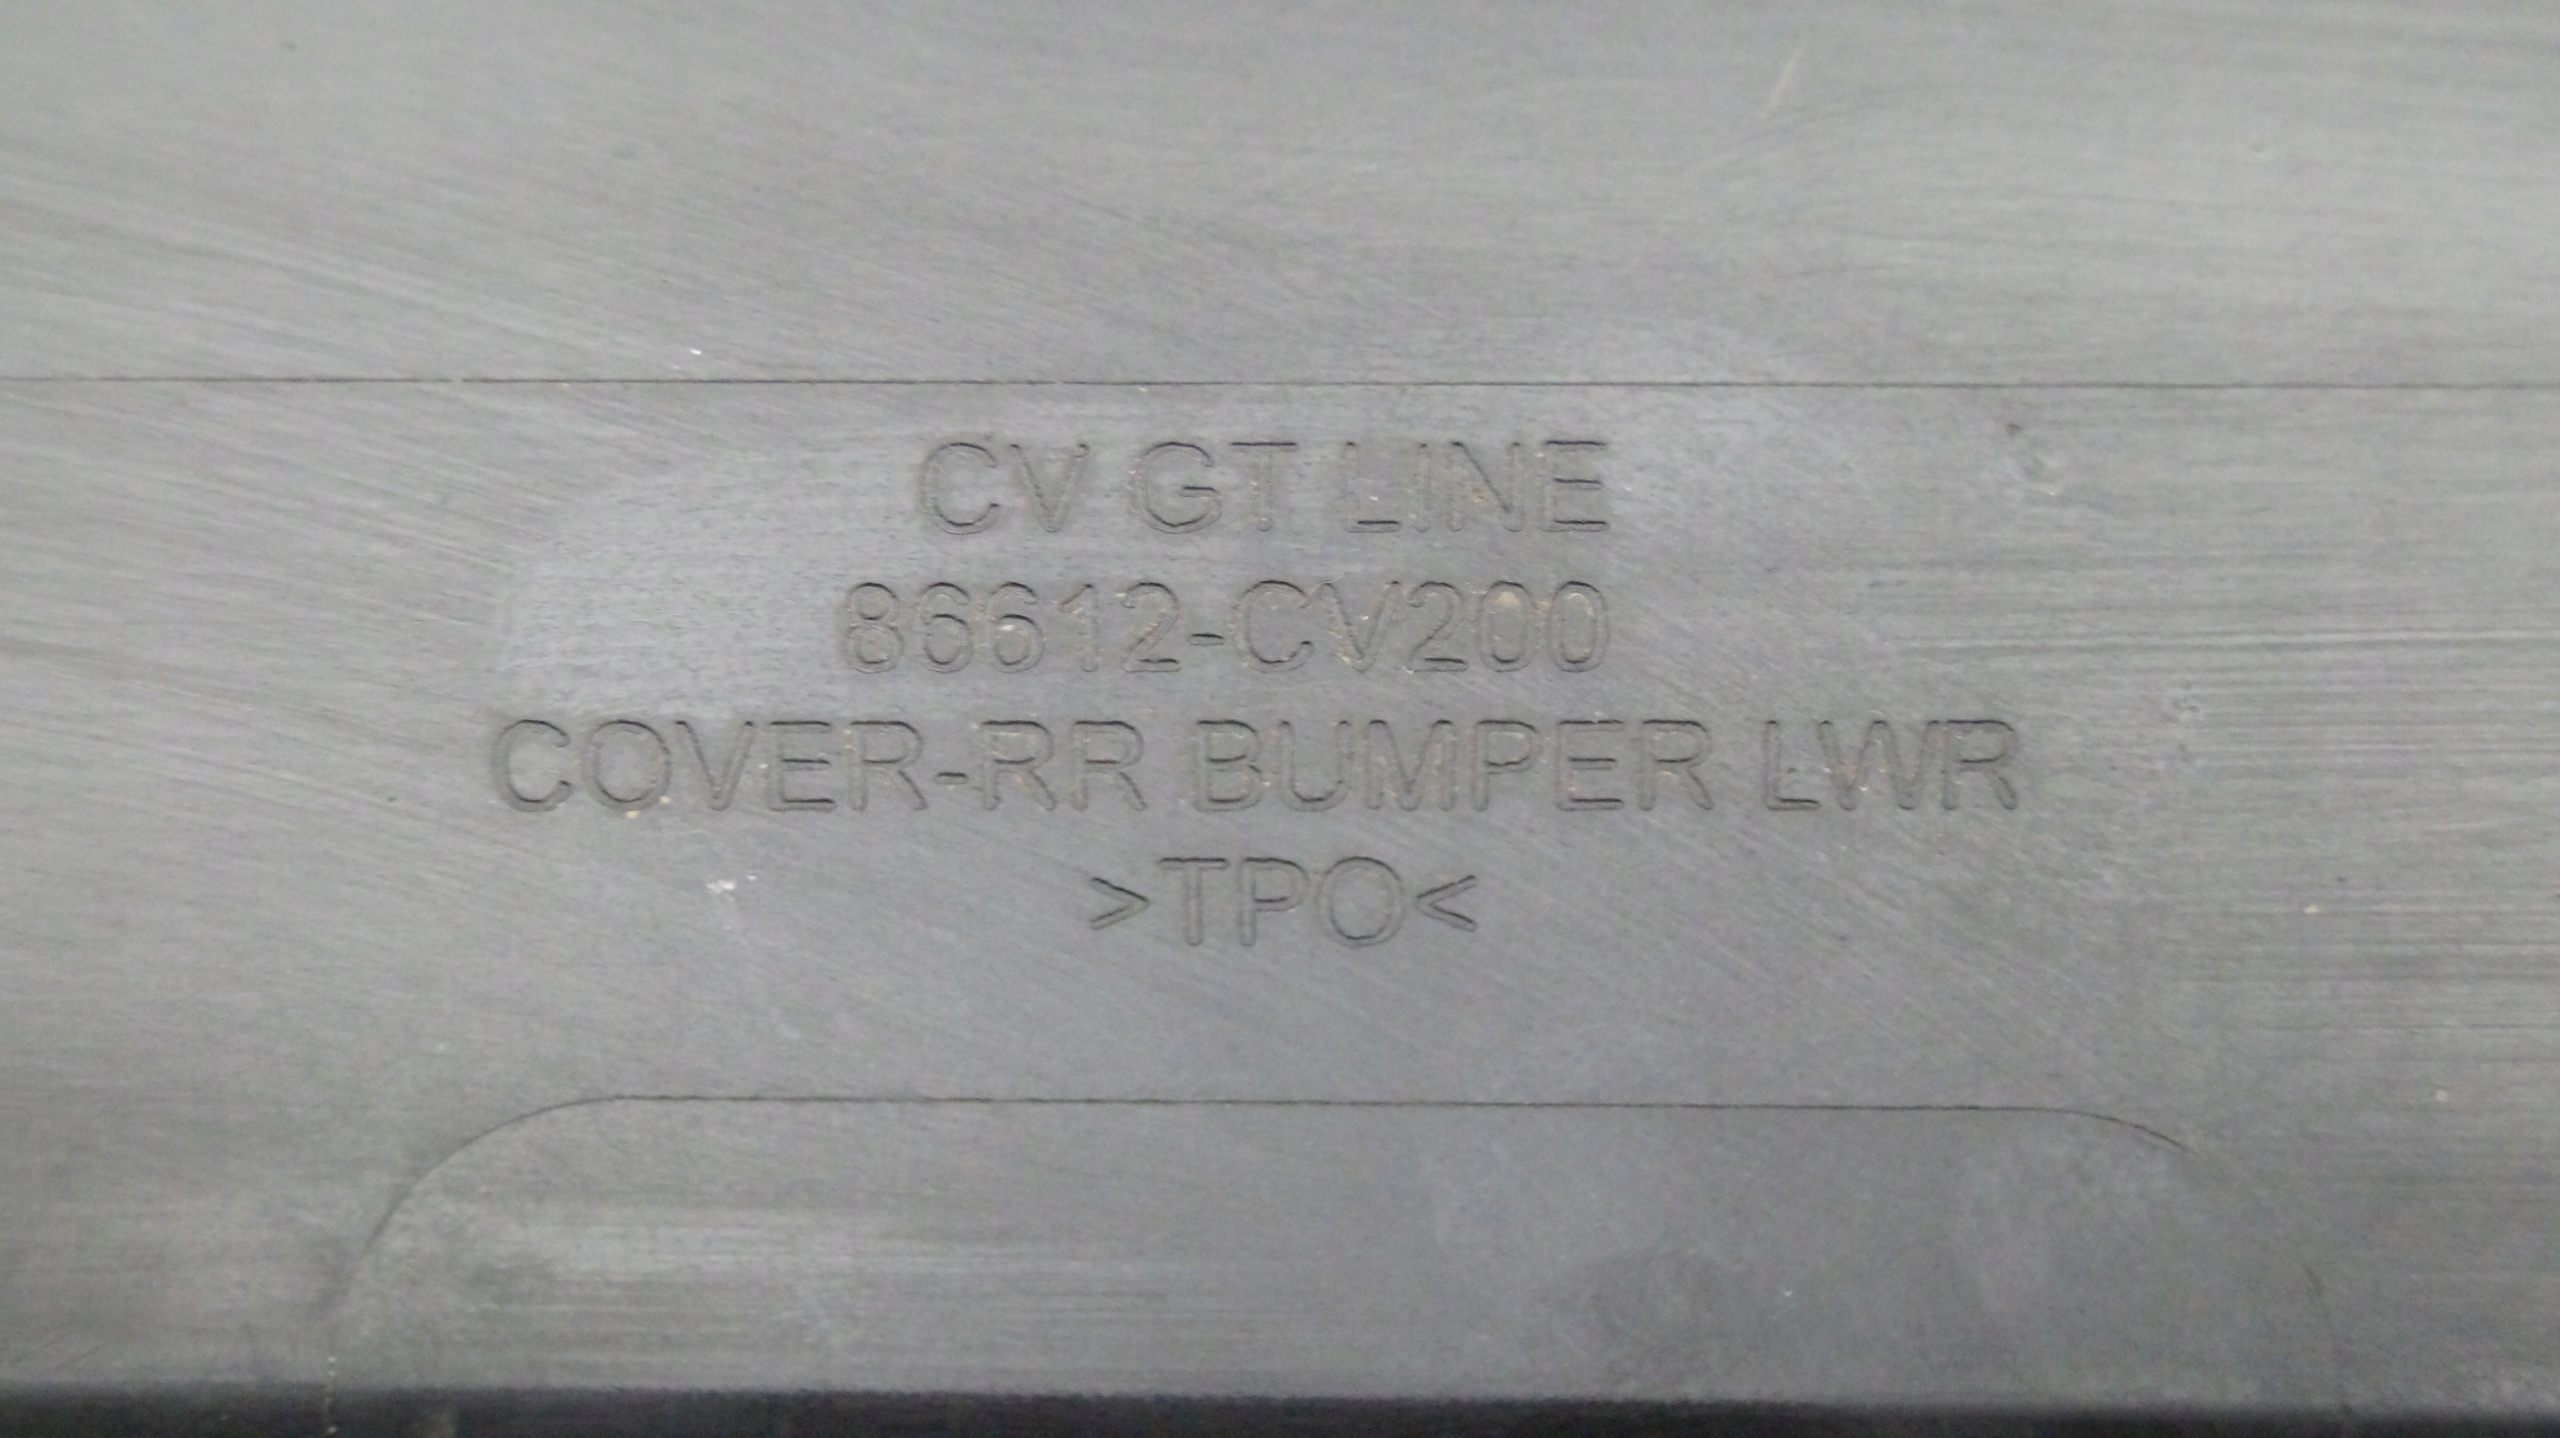 CV GT LINE
86612-CV200
COVER-RR BUMPER LWR
>TPO<